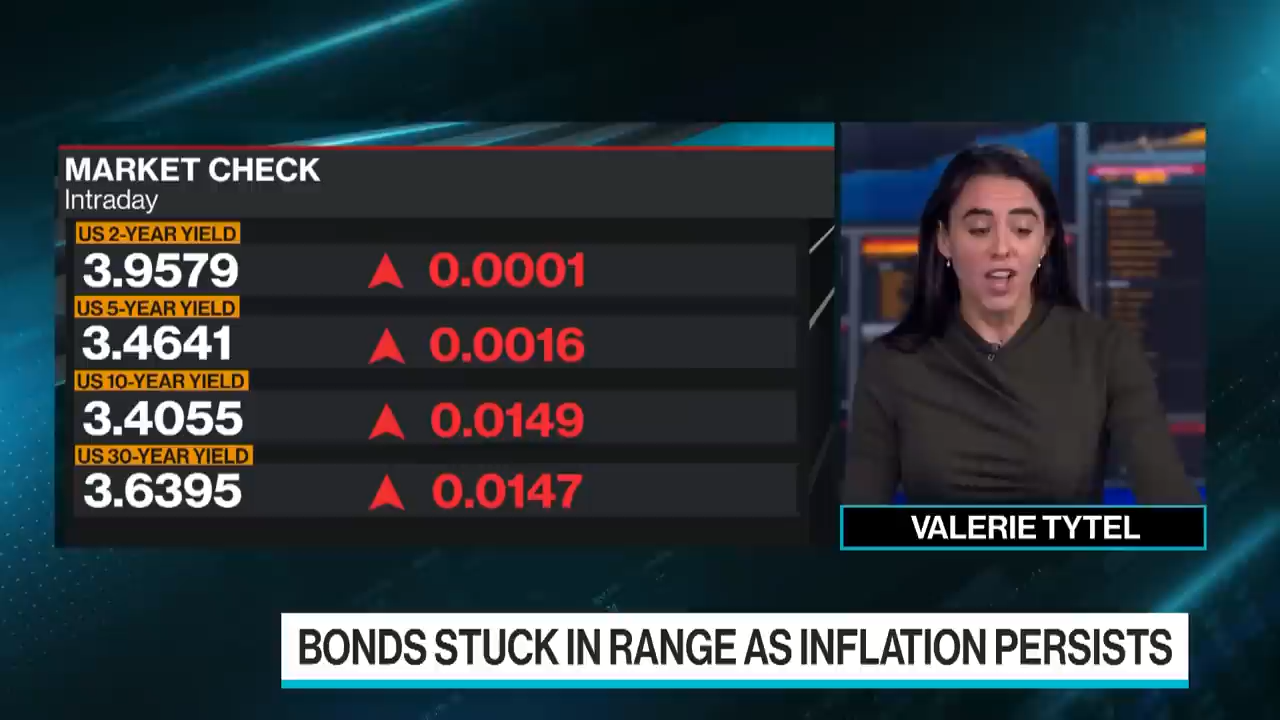 MARKET CHECK
Intraday
US 2-YEAR YIELD
3.9579 0.0001
US 5-YEAR YIELD
3.4641 0.0016
US 10-YEAR YIELD
3.4055 0.0149
US 30-YEAR YIELD
3.6395 0.0147
VALERIE TYTEL
BONDS STUCK IN RANGE AS INFLATION PERSISTS